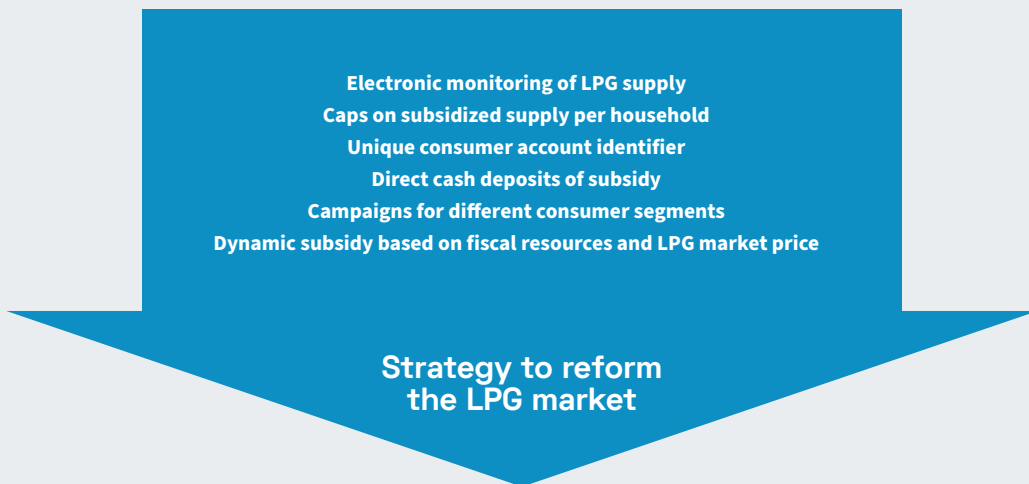 Electronic monitoring of LPG supply
Caps on subsidized supply per household
Unique consumer account identifier
Direct cash deposits of subsidy
Campaigns for different consumer segments
Dynamic subsidy based on fiscal resources and LPG market price
Strategy to reform
the LPG market